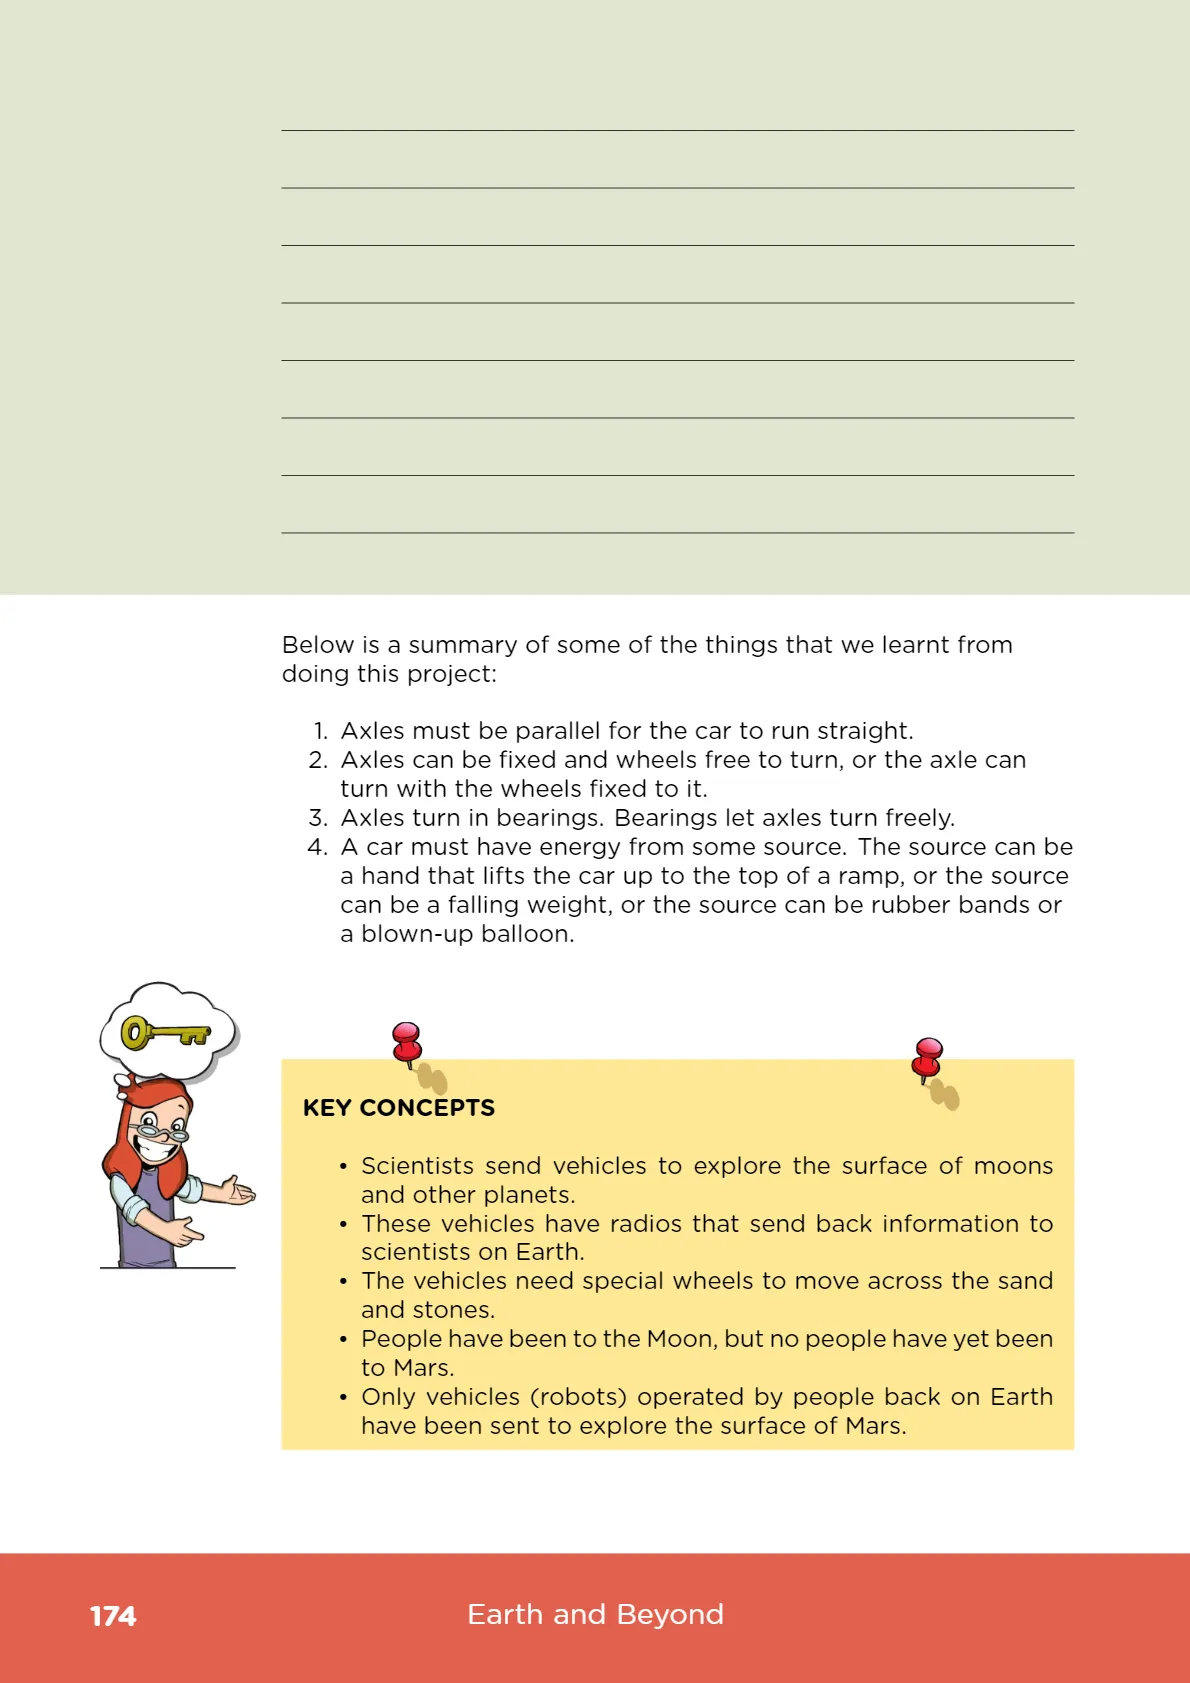 Below is a summary of some of the things that we learnt from
doing this project:
1. Axles must be parallel for the car to run straight.
2. Axles can be fixed and wheels free to turn, or the axle can
turn with the wheels fixed to it.
3. Axles turn in bearings. Bearings let axles turn freely.
4. A car must have energy from some source. The source can be
a hand that lifts the car up to the top of a ramp, or the source
can be a falling weight, or the source can be rubber bands or
a blown-up balloon.
KEY CONCEPTS
• Scientists send vehicles to explore the surface of moons
and other planets.
• These vehicles have radios that send back information to
scientists on Earth.
• The vehicles need special wheels to move across the sand
and stones.
• People have been to the Moon, but no people have yet been
to Mars.
• Only vehicles (robots) operated by people back on Earth
have been sent to explore the surface of Mars.
174 Earth and Beyond